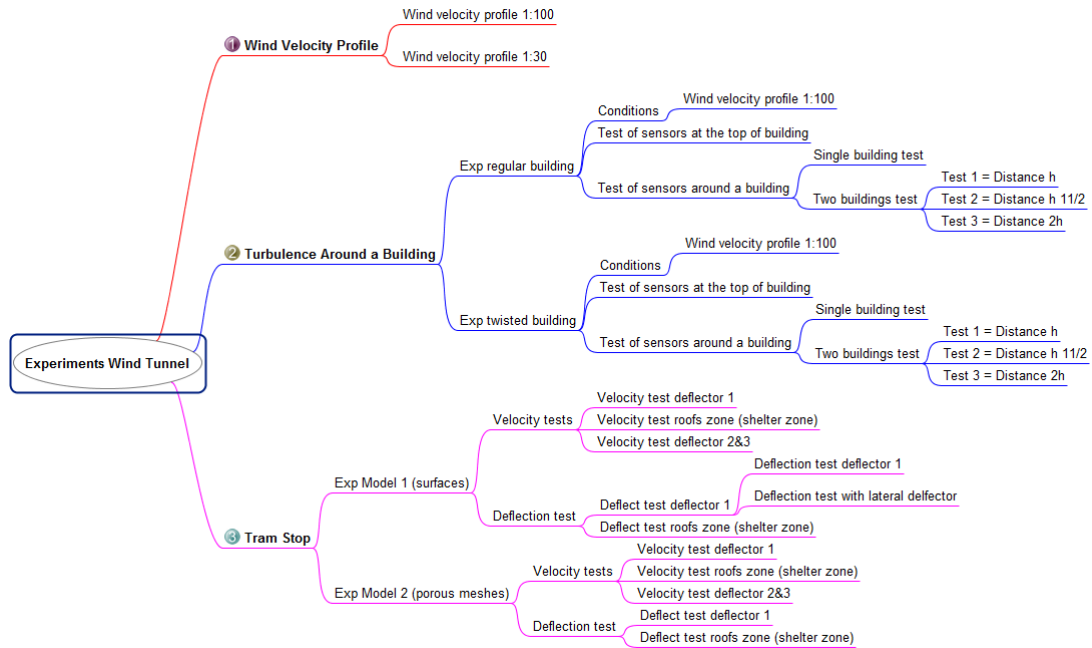 Experiments Wind Tunnel
1 Wind Velocity Profile
Wind velocity profile 1:100
Wind velocity profile 1:30
2 Turbulence Around a Building
Exp regular building
Conditions
Wind velocity profile 1:100
Test of sensors at the top of building
Test of sensors around a building
Single building test
Two buildings test
Test 1 = Distance h
Test 2 = Distance h 11/2
Test 3 = Distance 2h
Exp twisted building
Conditions
Wind velocity profile 1:100
Test of sensors at the top of building
Test of sensors around a building
Single building test
Two buildings test
Test 1 = Distance h
Test 2 = Distance h 11/2
Test 3 = Distance 2h
3 Tram Stop
Exp Model 1 (surfaces)
Velocity tests
Velocity test deflector 1
Velocity test roofs zone (shelter zone)
Velocity test deflector 2&3
Deflection test
Deflect test deflector 1
Deflection test deflector 1
Deflection test with lateral delfector
Deflect test roofs zone (shelter zone)
Exp Model 2 (porous meshes)
Velocity tests
Velocity test deflector 1
Velocity test roofs zone (shelter zone)
Velocity test deflector 2&3
Deflection test
Deflect test deflector 1
Deflect test roofs zone (shelter zone)